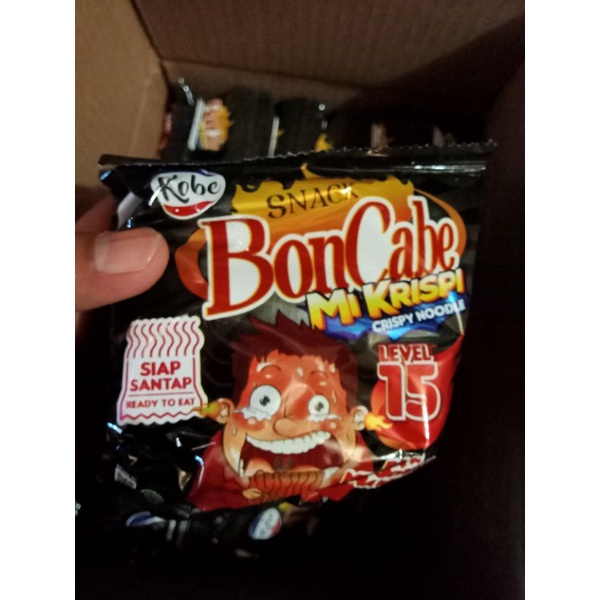 Kobe
SNACK
BonCabe
Mi KRISPI
CRISPY NOODLE
LEVEL
15
SIAP
SANTAP
READY TO EAT